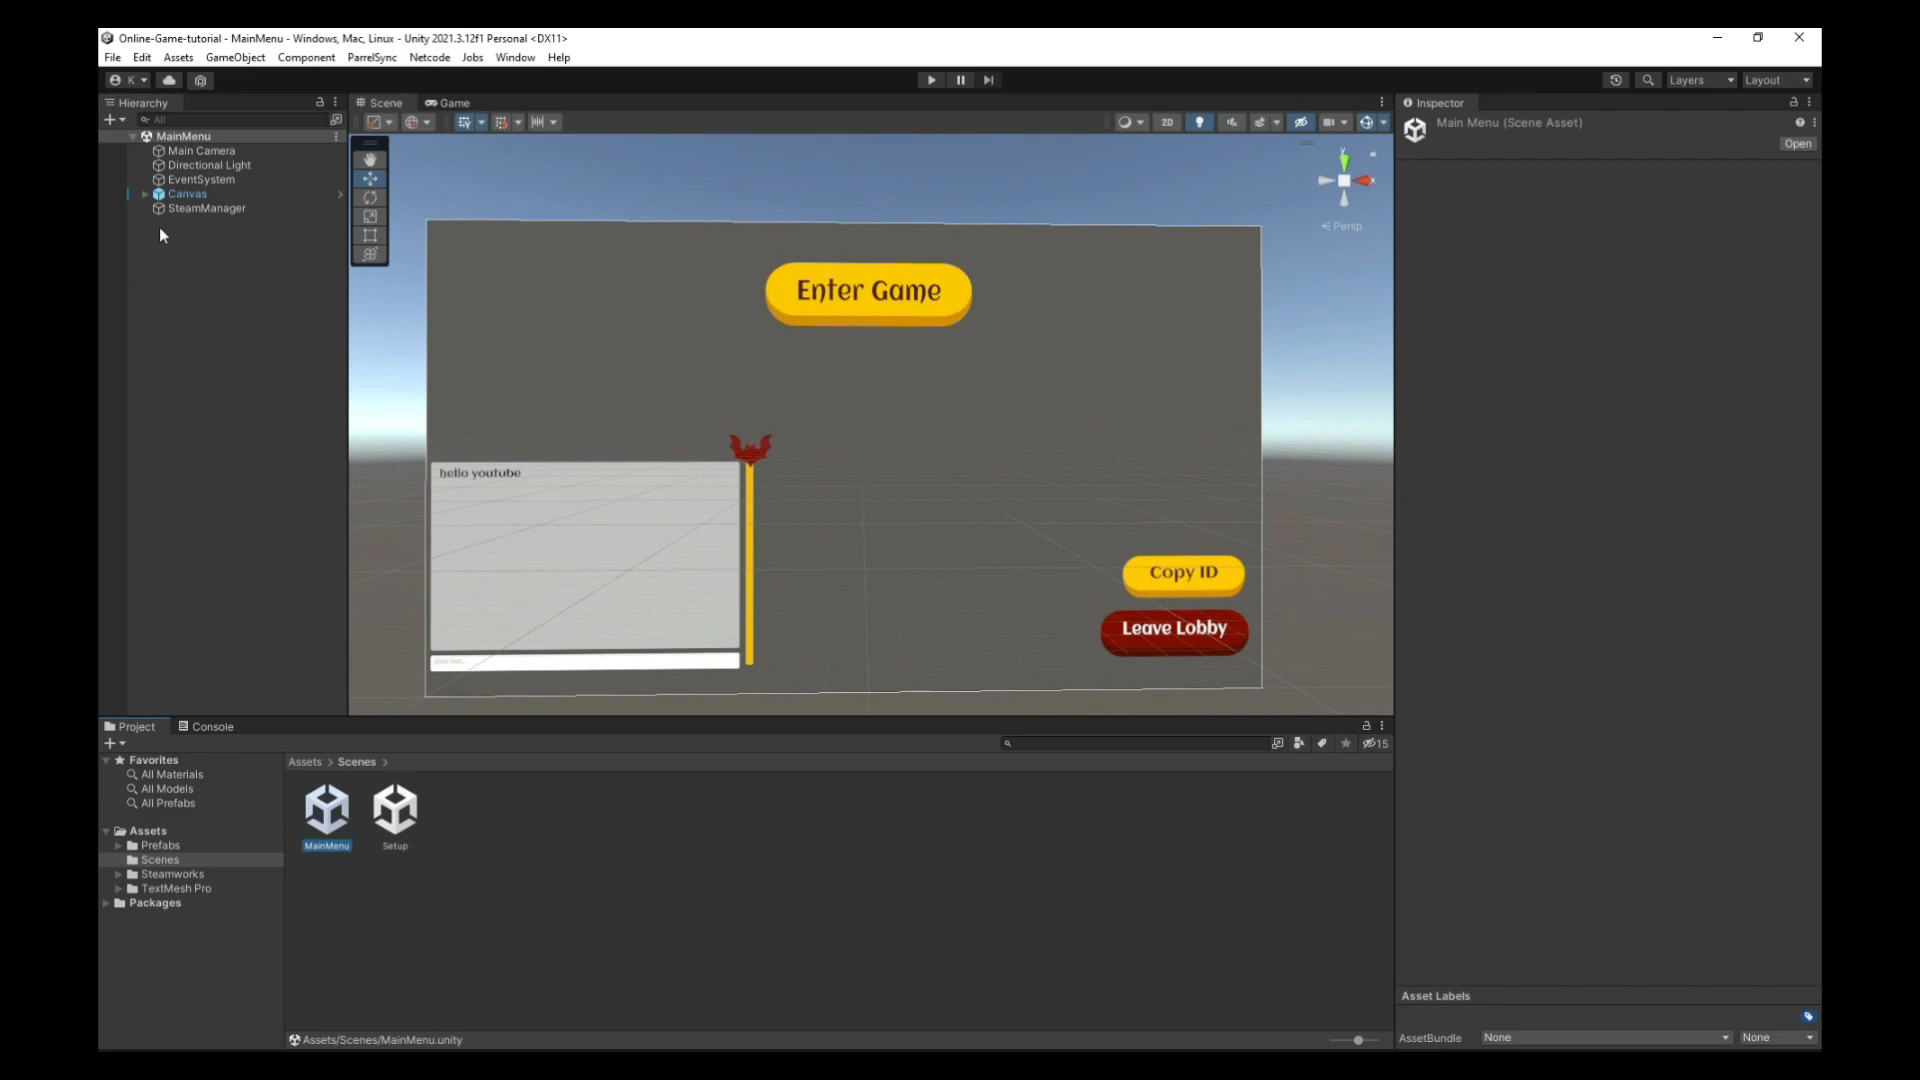 Online-Game-tutorial - MainMenu - Windows, Mac, Linux - Unity 2021.3.12f1 Personal <DX11>
File Edit Assets GameObject Component ParrelSync Netcode Jobs Window Help
K
Layers
Layout
Hierarchy
Scene
Game
Inspector
All
2D
Main Menu (Scene Asset)
Open
MainMenu
Main Camera
Directional Light
EventSystem
Canvas
SteamManager
y
x
Persp
Enter Game
hello youtube
Copy ID
Leave Lobby
Project
Console
15
Favorites
All Materials
All Models
All Prefabs
Assets
Prefabs
Scenes
Steamworks
TextMesh Pro
Packages
Assets > Scenes >
MainMenu
Setup
Assets/Scenes/MainMenu.unity
Asset Labels
AssetBundle
None
None